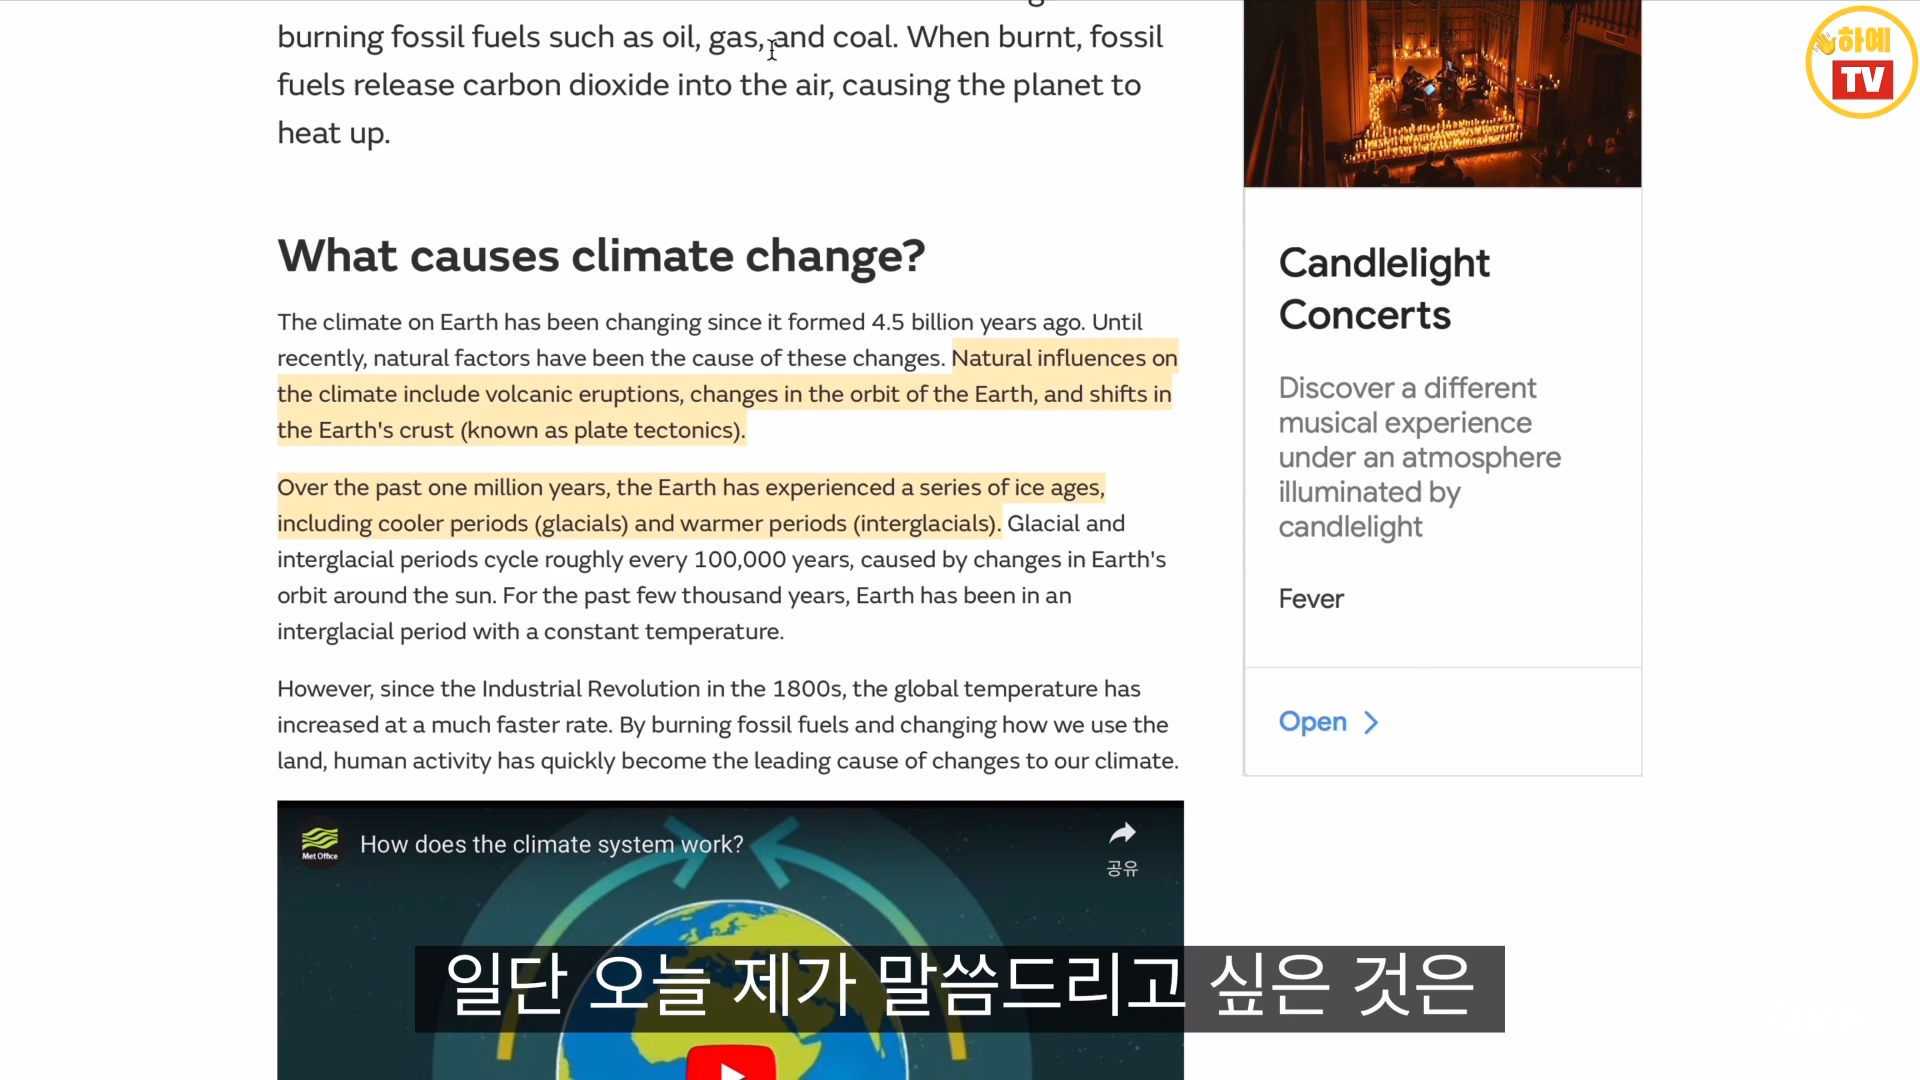 burning fossil fuels such as oil, gas, and coal. When burnt, fossil
fuels release carbon dioxide into the air, causing the planet to
heat up.
What causes climate change?
The climate on Earth has been changing since it formed 4.5 billion years ago. Until
recently, natural factors have been the cause of these changes. Natural influences on
the climate include volcanic eruptions, changes in the orbit of the Earth, and shifts in
the Earth's crust (known as plate tectonics).
Over the past one million years, the Earth has experienced a series of ice ages,
including cooler periods (glacials) and warmer periods (interglacials). Glacial and
interglacial periods cycle roughly every 100,000 years, caused by changes in Earth's
orbit around the sun. For the past few thousand years, Earth has been in an
interglacial period with a constant temperature.
However, since the Industrial Revolution in the 1800s, the global temperature has
increased at a much faster rate. By burning fossil fuels and changing how we use the
land, human activity has quickly become the leading cause of changes to our climate.
Met Office
How does the climate system work?
공유
Candlelight
Concerts
Discover a different
musical experience
under an atmosphere
illuminated by
candlelight
Fever
Open
하예
TV
일단 오늘 제가 말씀드리고 싶은 것은